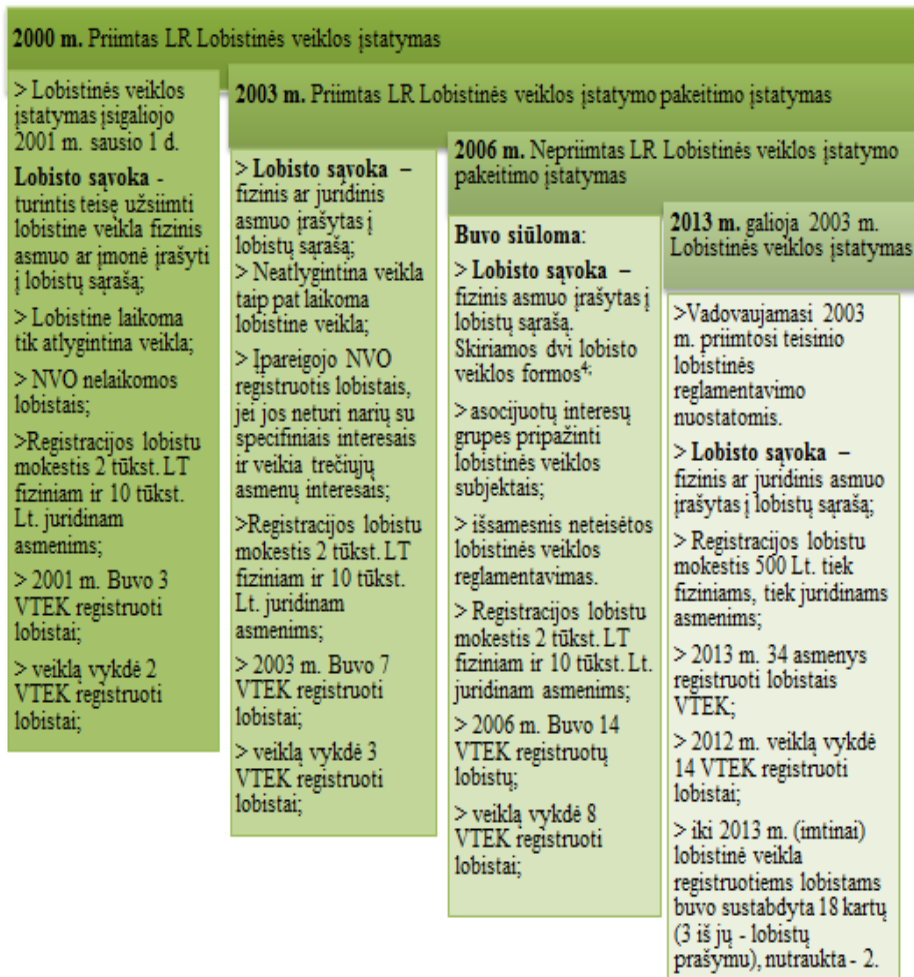 2000 m. Priimtas LR Lobistinės veiklos įstatymas
> Lobistinės veiklos
įstatymas įsigaliojo
2001 m. sausio 1 d.
Lobisto sąvoka -
turintis teisę užsiimti
lobistine veikla fizinis
asmuo ar įmonė įrašyti
į lobistų sąrašą;
> Lobistine laikoma
tik atlygintina veikla;
> NVO nelaikomos
lobistais;
>Registracijos lobistu
mokestis 2 tūkst. LT
fiziniam ir 10 tūkst.
Lt. juridinam
asmenims;
> 2001 m. Buvo 3
VTEK registruoti
lobistai;
> veiklą vykdė 2
VTEK registruoti
lobistai;
2003 m. Priimtas LR Lobistinės veiklos įstatymo pakeitimo įstatymas
> Lobisto sąvoka –
fizinis ar juridinis
asmuo įrašytas į
lobistų sąrašą;
> Neatlygintina veikla
taip pat laikoma
lobistine veikla;
> Įpareigojo NVO
registruotis lobistais,
jei jos neturi narių su
specifiniais interesais
ir veikia trečiųjų
asmenų interesais;
>Registracijos lobistu
mokestis 2 tūkst. LT
fiziniam ir 10 tūkst.
Lt. juridinam
asmenims;
> 2003 m. Buvo 7
VTEK registruoti
lobistai;
> veiklą vykdė 3
VTEK registruoti
lobistai;
2006 m. Nepriimtas LR Lobistinės veiklos įstatymo
pakeitimo įstatymas
Buvo siūloma:
> Lobisto sąvoka –
fizinis asmuo įrašytas į
lobistų sąrašą.
Skiriamos dvi lobisto
veiklos formos4;
> asocijuotų interesų
grupes pripažinti
lobistinės veiklos
subjektais;
> išsamesnis neteisėtos
lobistinės veiklos
reglamentavimas.
> Registracijos lobistu
mokestis 2 tūkst. LT
fiziniam ir 10 tūkst. Lt.
juridinam asmenims;
> 2006 m. Buvo 14
VTEK registruotų
lobistų;
> veiklą vykdė 8
VTEK registruoti
lobistai;
2013 m. galioja 2003 m.
Lobistinės veiklos įstatymas
>Vadovaujamasi 2003
m. priimtosi teisinio
lobistinės
reglamentavimo
nuostatomis.
> Lobisto sąvoka –
fizinis ar juridinis asmuo
įrašytas į lobistų sąrašą;
> Registracijos lobistu
mokestis 500 Lt. tiek
fiziniams, tiek juridinams
asmenims;
> 2013 m. 34 asmenys
registruoti lobistais
VTEK;
> 2012 m. veiklą vykdė
14 VTEK registruoti
lobistai;
> iki 2013 m. (imtinai)
lobistinė veikla
registruotiems lobistams
buvo sustabdyta 18 kartų
(3 iš jų - lobistų
prašymu), nutraukta - 2.